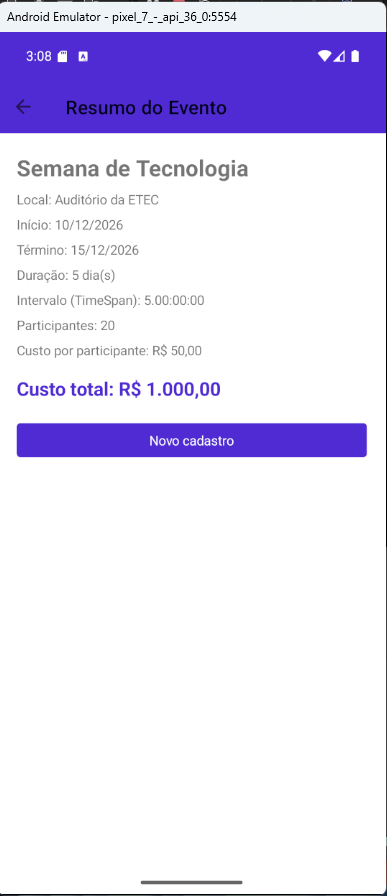 Android Emulator - pixel_7_-_api_36_0:5554
3:08
Resumo do Evento
Semana de Tecnologia
Local: Auditório da ETEC
Início: 10/12/2026
Término: 15/12/2026
Duração: 5 dia(s)
Intervalo (TimeSpan): 5.00:00:00
Participantes: 20
Custo por participante: R$ 50,00
Custo total: R$ 1.000,00
Novo cadastro